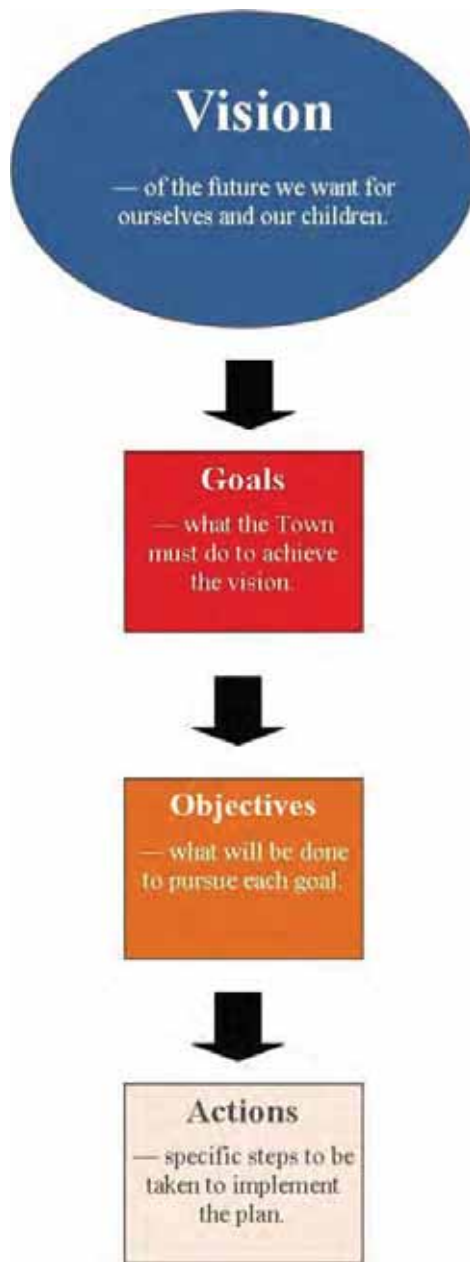 Vision
— of the future we want for
ourselves and our children.
Goals
— what the Town
must do to achieve
the vision.
Objectives
— what will be done
to pursue each goal.
Actions
— specific steps to be
taken to implement
the plan.